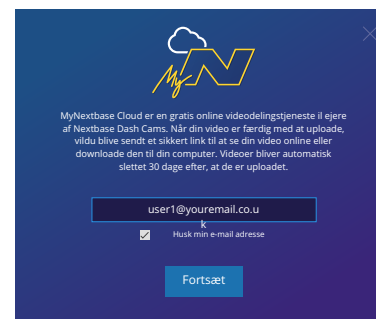 My N
MyNextbase Cloud er en gratis online videodelingstjeneste il ejere
af Nextbase Dash Cams. Når din video er færdig med at uploade,
vildu blive sendt et sikkert link til at se din video online eller
downloade den til din computer. Videoer bliver automatisk
slettet 30 dage efter, at de er uploadet.
user1@youremail.co.u
k
Husk min e-mail adresse
Fortsæt